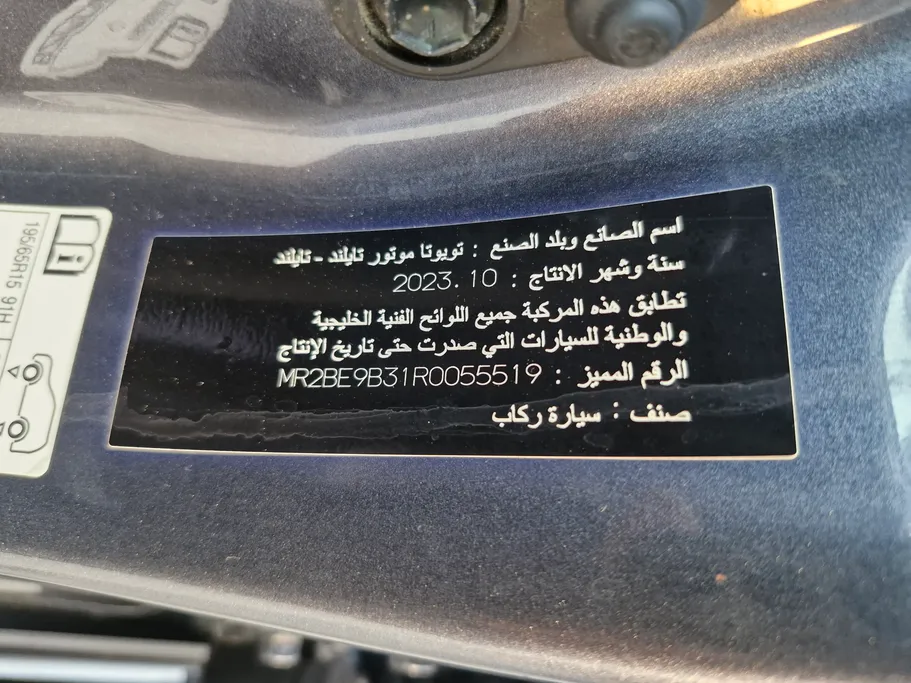 اسم الصانع وبلد الصنع : تويوتا موتور تايلند - تايلند
سنة وشهر الانتاج : 2023.10
تطابق هذه المركبة جميع اللوائح الفنية الخليجية
والوطنية للسيارات التي صدرت حتى تاريخ الإنتاج
الرقم المميز : MR2BE9B31R0055519
صنف : سيارة ركاب
195/65R15 91H